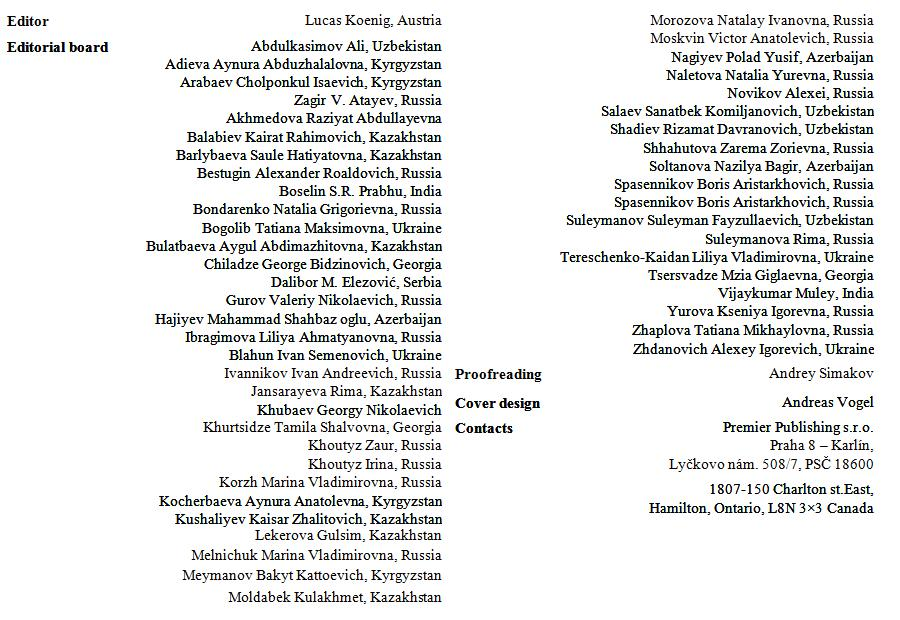 Editor Lucas Koenig, Austria
Editorial board Abdulkasimov Ali, Uzbekistan
Adieva Aynura Abduzhalalovna, Kyrgyzstan
Arabaev Cholponkul Isaevich, Kyrgyzstan
Zagir V. Atayev, Russia
Akhmedova Raziyat Abdullayevna
Balabiev Kairat Rahimovich, Kazakhstan
Barlybaeva Saule Hatiyatovna, Kazakhstan
Bestugin Alexander Roaldovich, Russia
Boselin S.R. Prabhu, India
Bondarenko Natalia Grigorievna, Russia
Bogolib Tatiana Maksimovna, Ukraine
Bulatbaeva Aygul Abdimazhitovna, Kazakhstan
Chiladze George Bidzinovich, Georgia
Dalibor M. Elezović, Serbia
Gurov Valeriy Nikolaevich, Russia
Hajiyev Mahammad Shahbaz oglu, Azerbaijan
Ibragimova Liliya Ahmatyanovna, Russia
Blahun Ivan Semenovich, Ukraine
Ivannikov Ivan Andreevich, Russia
Jansarayeva Rima, Kazakhstan
Khubaev Georgy Nikolaevich
Khurtsidze Tamila Shalvovna, Georgia
Khoutyz Zaur, Russia
Khoutyz Irina, Russia
Korzh Marina Vladimirovna, Russia
Kocherbaeva Aynura Anatolevna, Kyrgyzstan
Kushaliyev Kaisar Zhalitovich, Kazakhstan
Lekerova Gulsim, Kazakhstan
Melnichuk Marina Vladimirovna, Russia
Meymanov Bakyt Kattoevich, Kyrgyzstan
Moldabek Kulakhmet, Kazakhstan
Morozova Natalay Ivanovna, Russia
Moskvin Victor Anatolevich, Russia
Nagiyev Polad Yusif, Azerbaijan
Naletova Natalia Yurevna, Russia
Novikov Alexei, Russia
Salaev Sanatbek Komiljanovich, Uzbekistan
Shadiev Rizamat Davranovich, Uzbekistan
Shhahutova Zarema Zorievna, Russia
Soltanova Nazilya Bagir, Azerbaijan
Spasennikov Boris Aristarkhovich, Russia
Spasennikov Boris Aristarkhovich, Russia
Suleymanov Suleyman Fayzullaevich, Uzbekistan
Suleymanova Rima, Russia
Tereschenko-Kaidan Liliya Vladimirovna, Ukraine
Tsersvadze Mzia Giglaevna, Georgia
Vijaykumar Muley, India
Yurova Kseniya Igorevna, Russia
Zhaplova Tatiana Mikhaylovna, Russia
Zhdanovich Alexey Igorevich, Ukraine
Proofreading Andrey Simakov
Cover design Andreas Vogel
Contacts Premier Publishing s.r.o.
Praha 8 – Karlín,
Lyčkovo nám. 508/7, PSČ 18600
1807-150 Charlton st.East,
Hamilton, Ontario, L8N 3×3 Canada